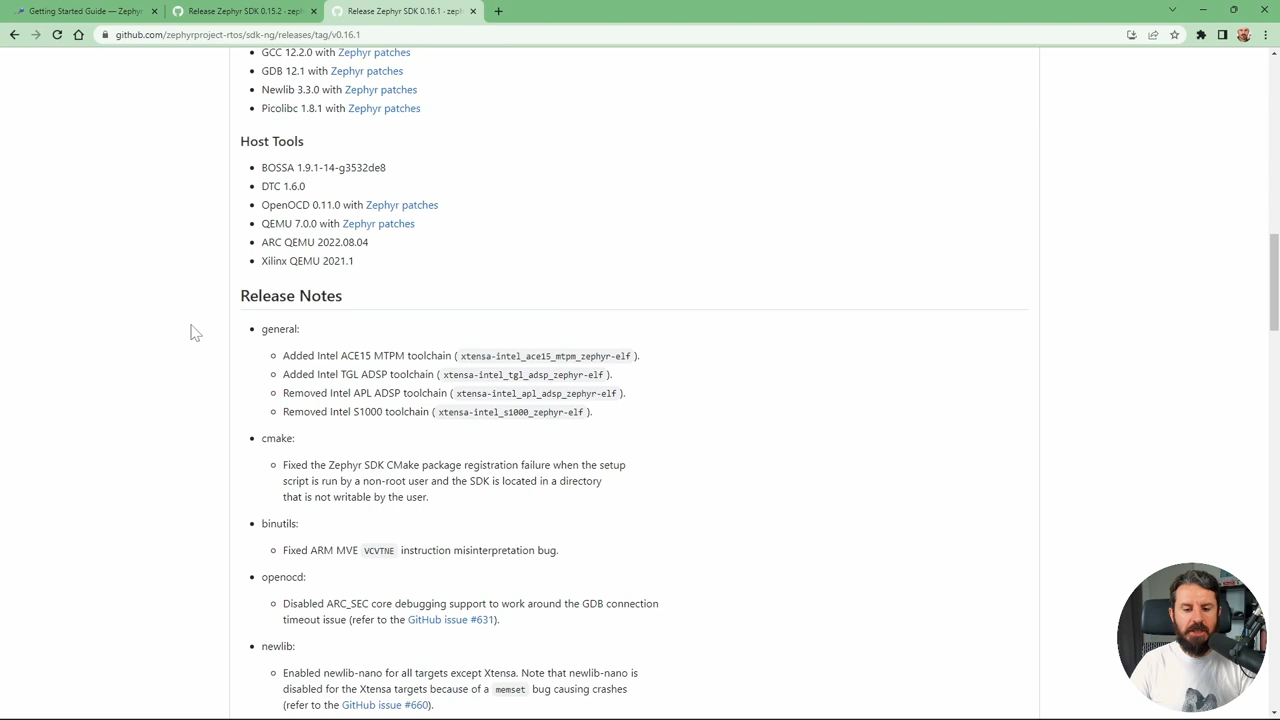 Getting Started Guide — Zephyr
Release Zephyr SDK 0.15.2 · zeph
Release Zephyr SDK 0.16.1 · zeph
github.com/zephyrproject-rtos/sdk-ng/releases/tag/v0.16.1
GCC 12.2.0 with Zephyr patches
GDB 12.1 with Zephyr patches
Newlib 3.3.0 with Zephyr patches
Picolibc 1.8.1 with Zephyr patches
Host Tools
BOSSA 1.9.1-14-g3532de8
DTC 1.6.0
OpenOCD 0.11.0 with Zephyr patches
QEMU 7.0.0 with Zephyr patches
ARC QEMU 2022.08.04
Xilinx QEMU 2021.1
Release Notes
general:
Added Intel ACE15 MTPM toolchain ( xtensa-intel_ace15_mtpm_zephyr-elf ).
Added Intel TGL ADSP toolchain ( xtensa-intel_tgl_adsp_zephyr-elf ).
Removed Intel APL ADSP toolchain ( xtensa-intel_apl_adsp_zephyr-elf ).
Removed Intel S1000 toolchain ( xtensa-intel_s1000_zephyr-elf ).
cmake:
Fixed the Zephyr SDK CMake package registration failure when the setup
script is run by a non-root user and the SDK is located in a directory
that is not writable by the user.
binutils:
Fixed ARM MVE VCVTNE instruction misinterpretation bug.
openocd:
Disabled ARC_SEC core debugging support to work around the GDB connection
timeout issue (refer to the GitHub issue #631).
newlib:
Enabled newlib-nano for all targets except Xtensa. Note that newlib-nano is
disabled for the Xtensa targets because of a memset bug causing crashes
(refer to the GitHub issue #660).